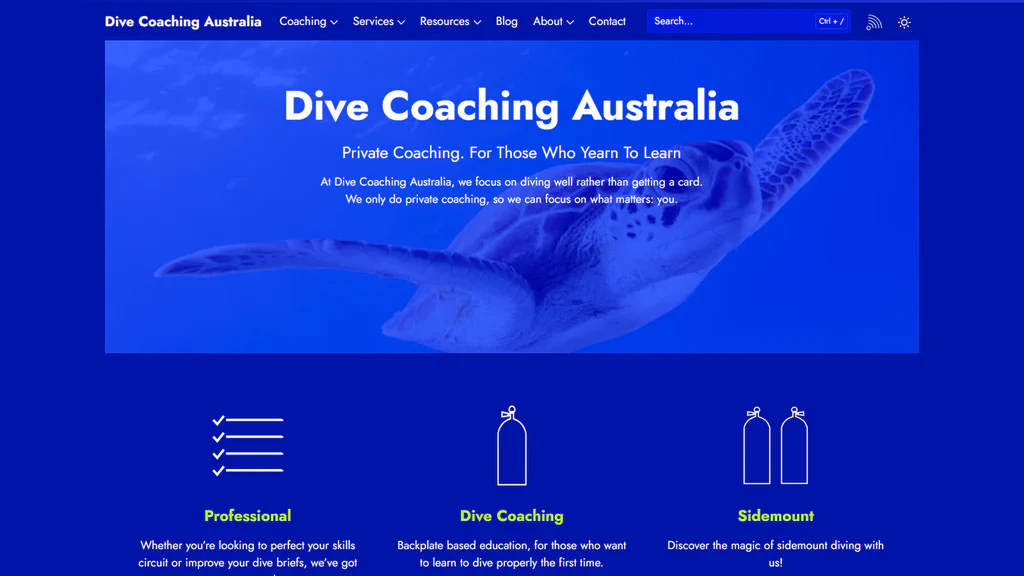 Dive Coaching Australia
Coaching
Services
Resources
Blog
About
Contact
Search...
Ctrl + /
Dive Coaching Australia
Private Coaching. For Those Who Yearn To Learn
At Dive Coaching Australia, we focus on diving well rather than getting a card.
We only do private coaching, so we can focus on what matters: you.
Professional
Whether you're looking to perfect your skills
circuit or improve your dive briefs, we've got
Dive Coaching
Backplate based education, for those who want
to learn to dive properly the first time.
Sidemount
Discover the magic of sidemount diving with
us!